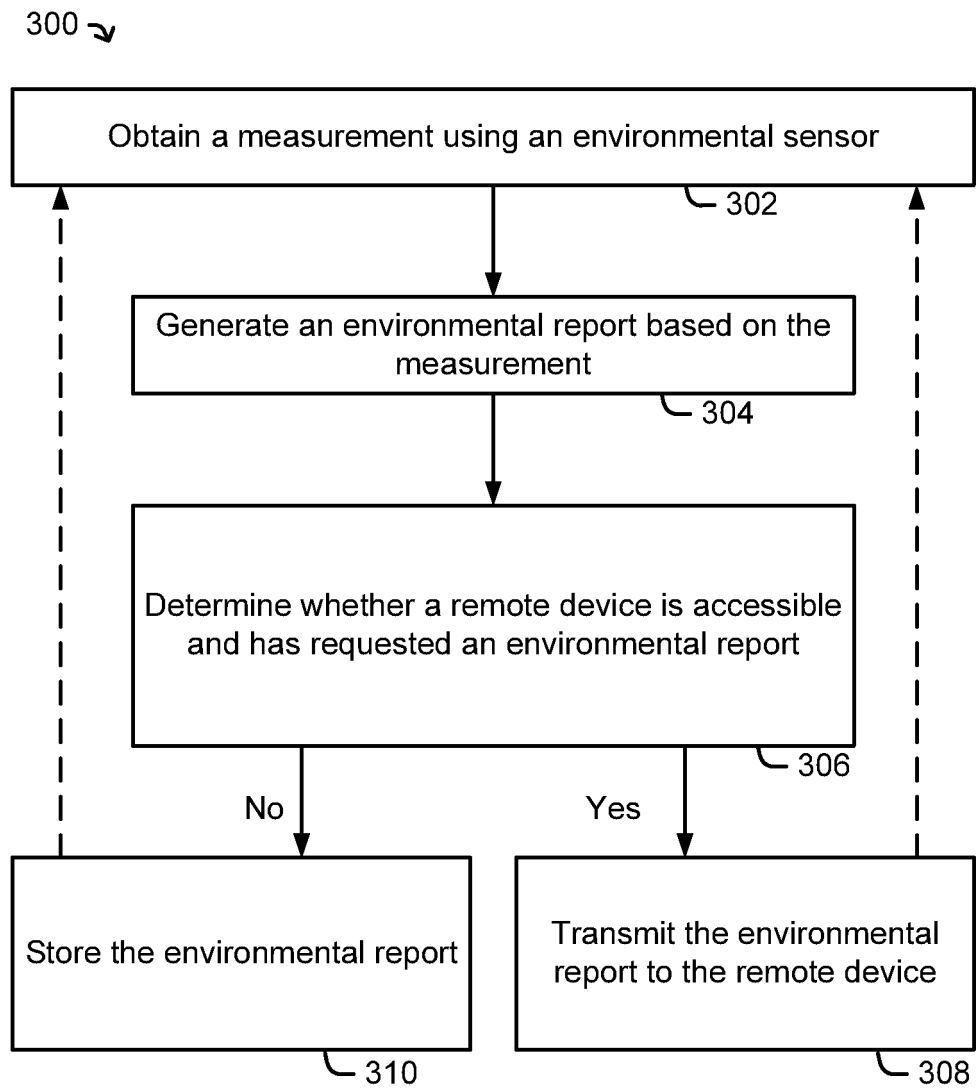 300
Obtain a measurement using an environmental sensor
302
Generate an environmental report based on the
measurement
304
Determine whether a remote device is accessible
and has requested an environmental report
306
No
Yes
Store the environmental report
310
Transmit the environmental
report to the remote device
308